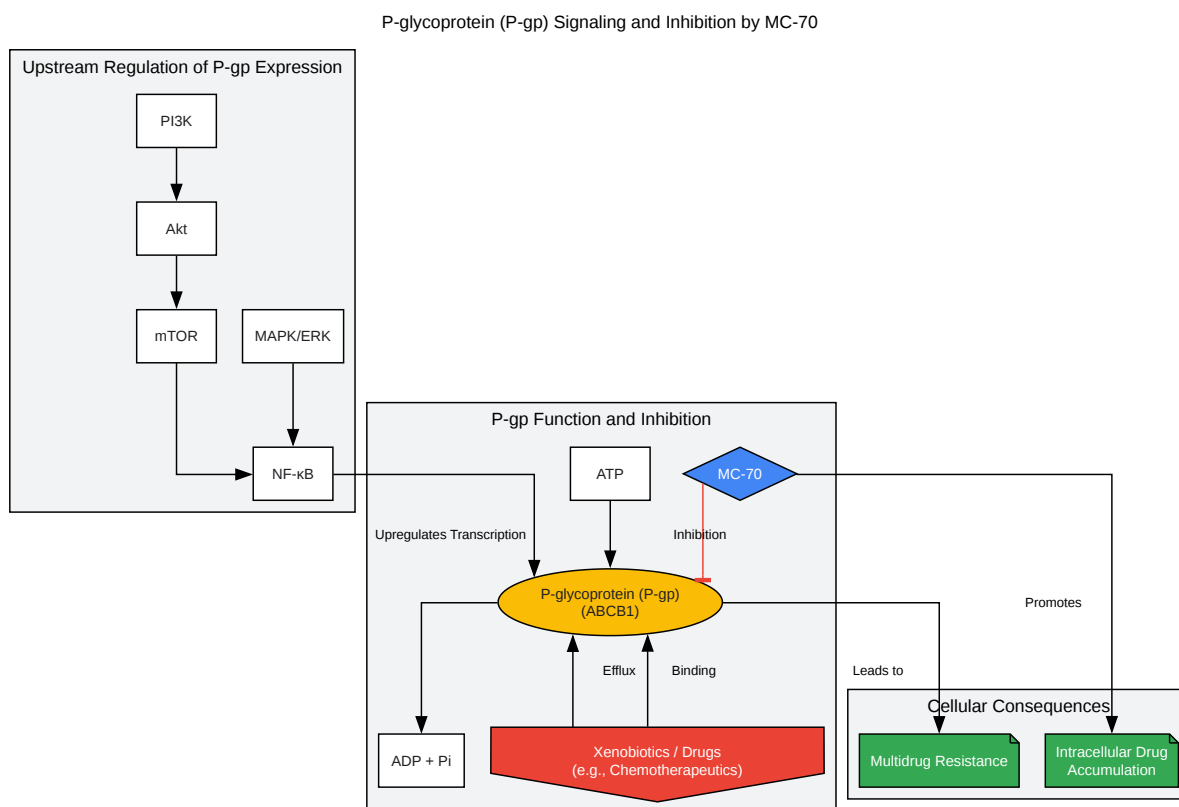 P-glycoprotein (P-gp) Signaling and Inhibition by MC-70
Upstream Regulation of P-gp Expression
PI3K
Akt
mTOR
MAPK/ERK
NF-κB
P-gp Function and Inhibition
ATP
MC-70
Upregulates Transcription
Inhibition
P-glycoprotein (P-gp)
(ABCB1)
Promotes
Efflux
Binding
Leads to
Cellular Consequences
ADP + Pi
Xenobiotics / Drugs
(e.g., Chemotherapeutics)
Multidrug Resistance
Intracellular Drug
Accumulation